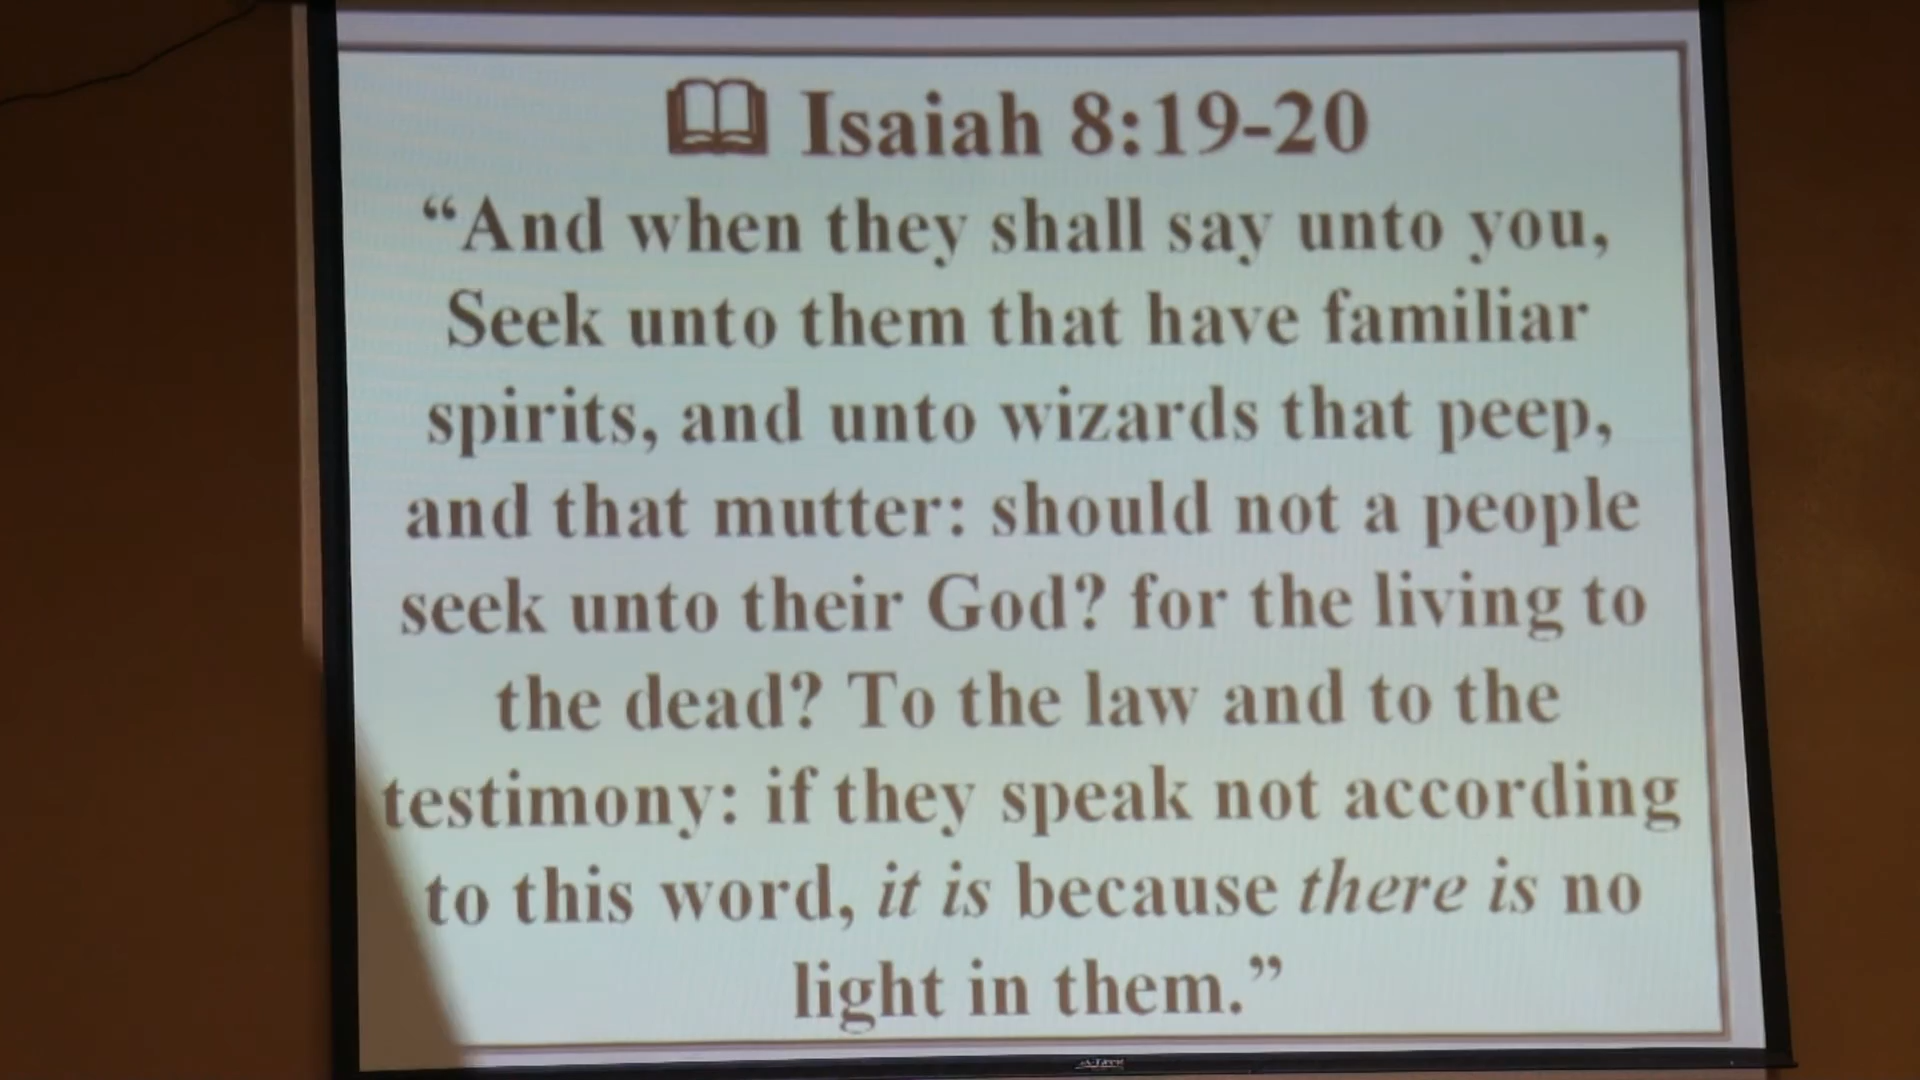 Isaiah 8:19-20
“And when they shall say unto you,
Seek unto them that have familiar
spirits, and unto wizards that peep,
and that mutter: should not a people
seek unto their God? for the living to
the dead? To the law and to the
testimony: if they speak not according
to this word, it is because there is no
light in them.”